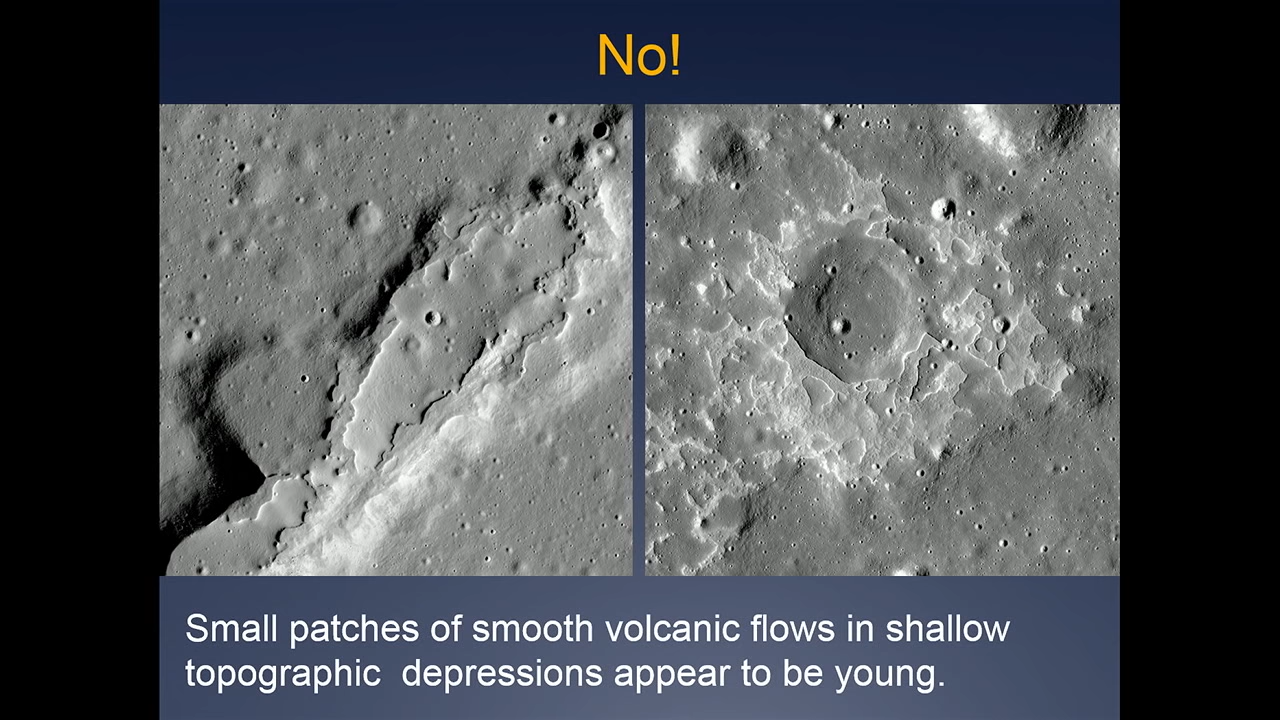 No!
Small patches of smooth volcanic flows in shallow
topographic  depressions appear to be young.